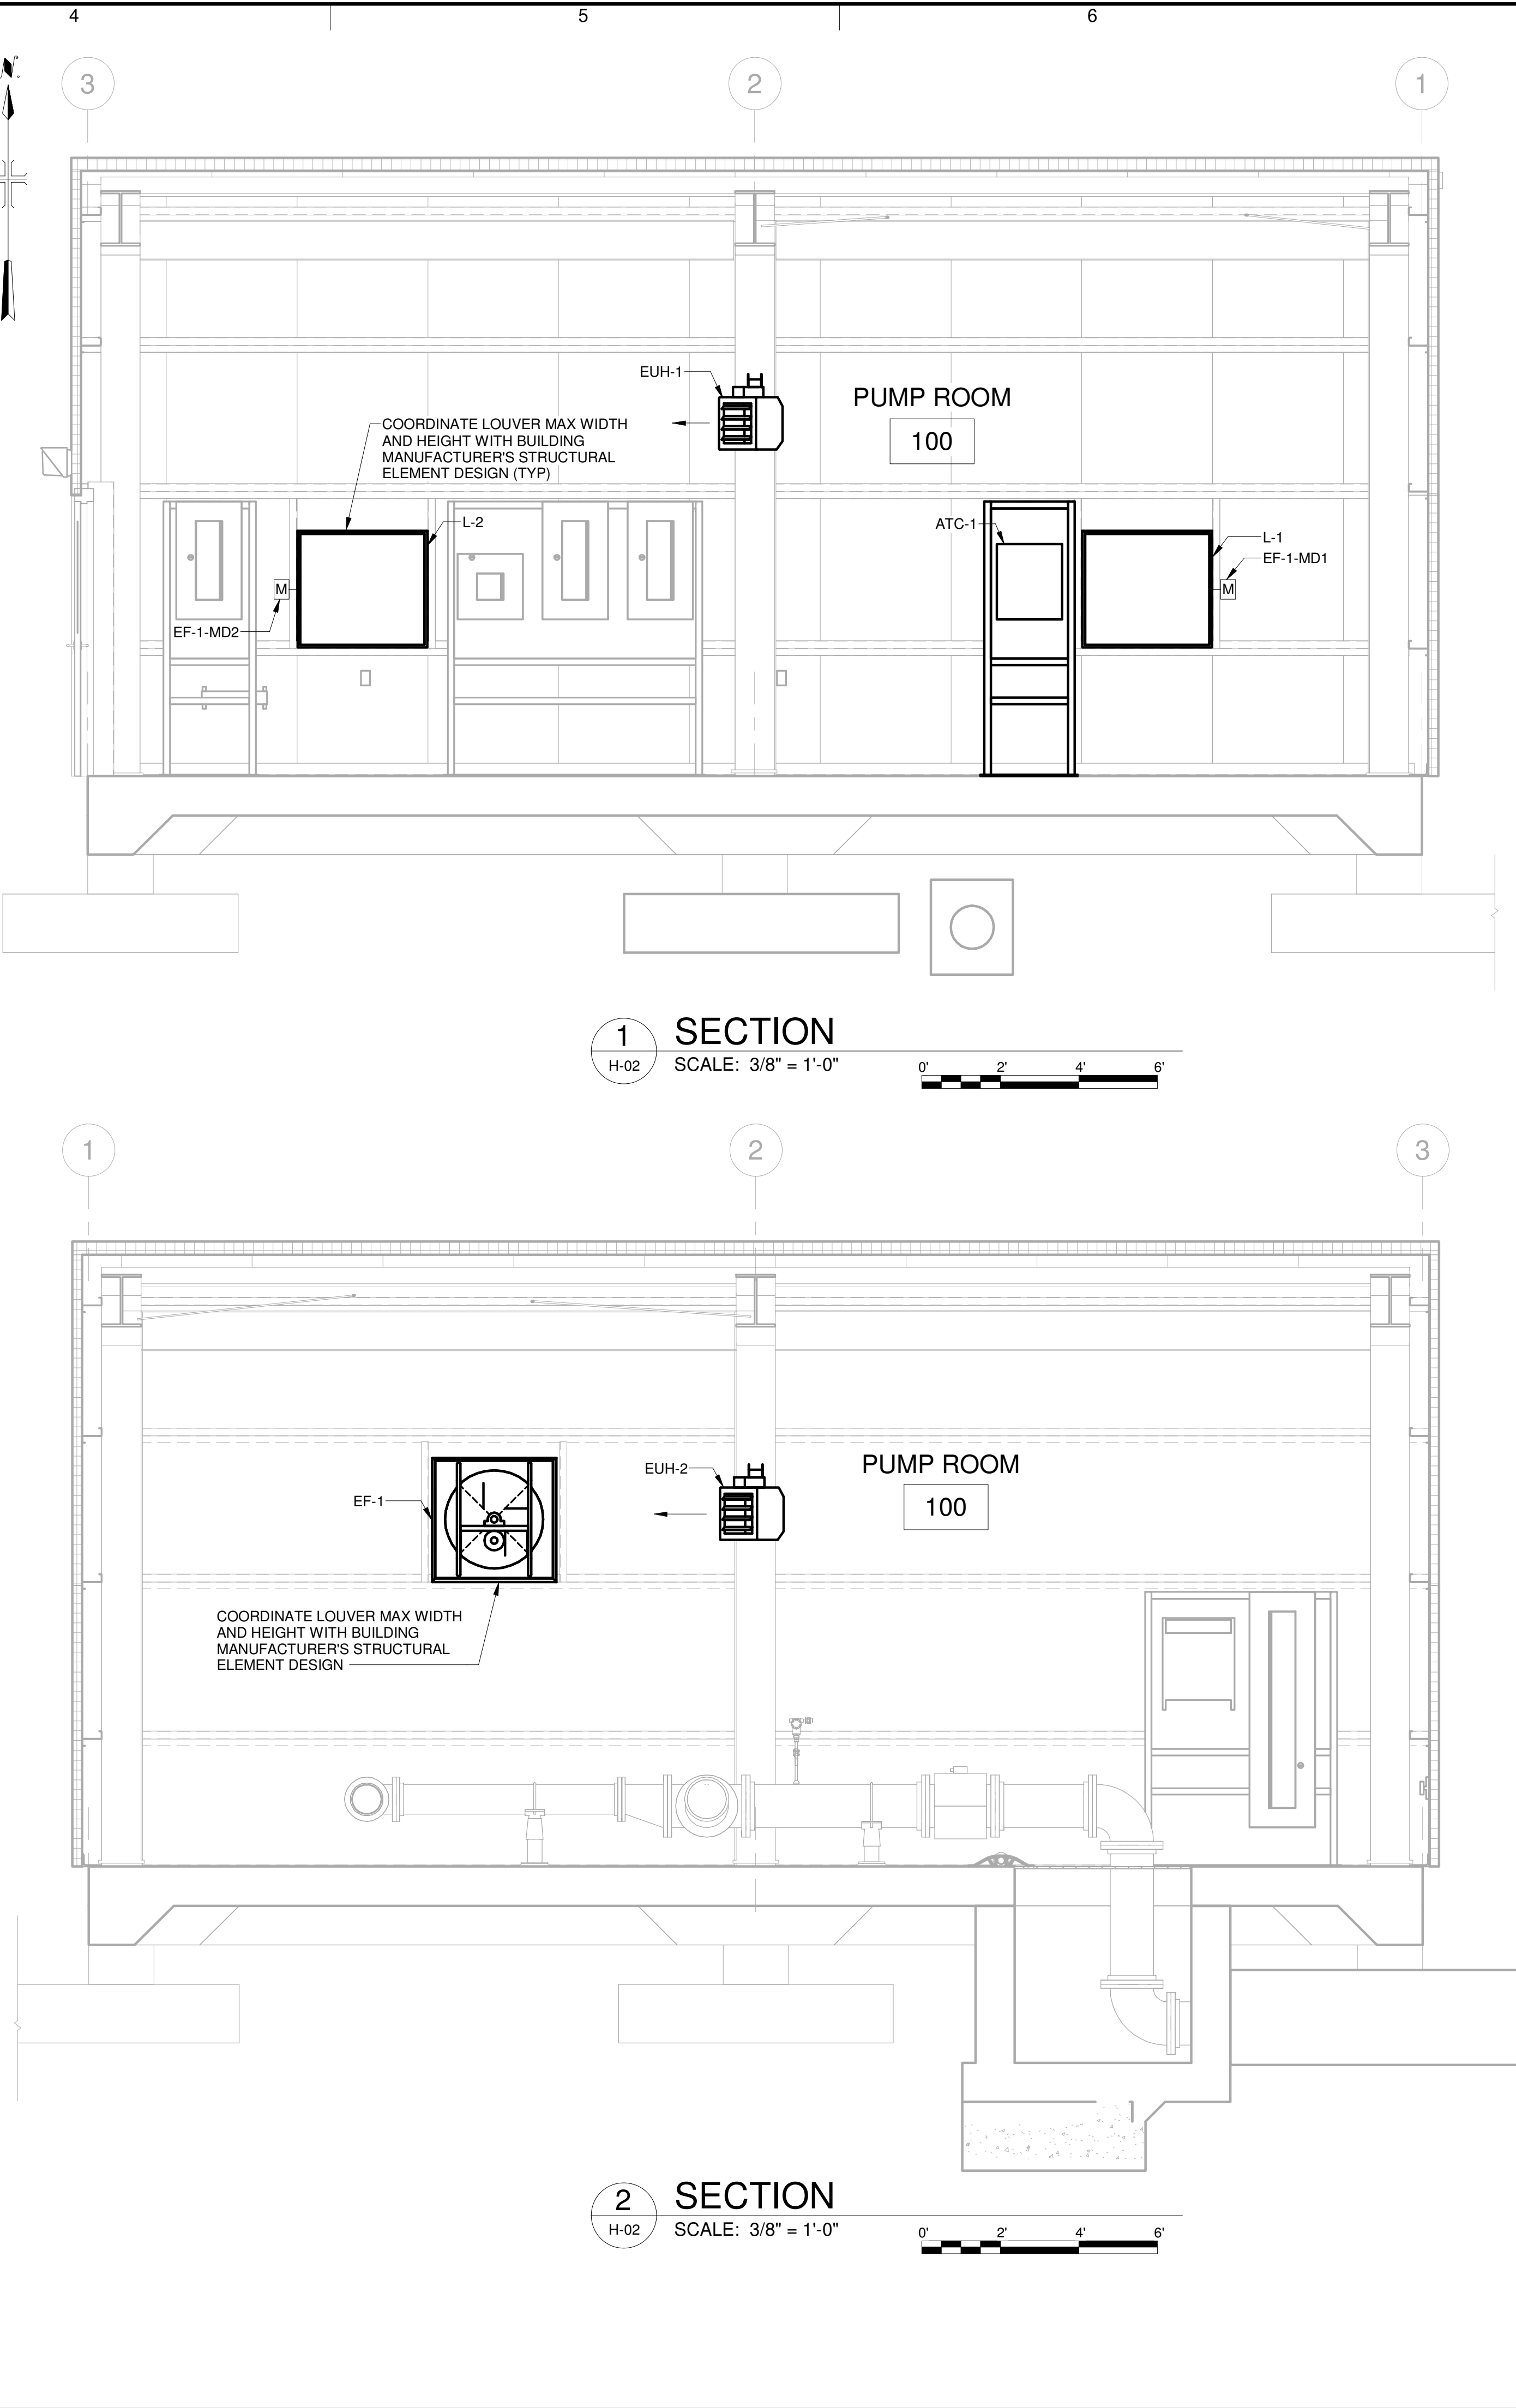 4 5 6
N.
3 2 1
EUH-1
PUMP ROOM
100
COORDINATE LOUVER MAX WIDTH
AND HEIGHT WITH BUILDING
MANUFACTURER'S STRUCTURAL
ELEMENT DESIGN (TYP)
L-2
ATC-1
L-1
EF-1-MD1
M
M
EF-1-MD2
1
H-02
SECTION
SCALE: 3/8" = 1'-0"
0' 2' 4' 6'
1 2 3
PUMP ROOM
100
EUH-2
EF-1
COORDINATE LOUVER MAX WIDTH
AND HEIGHT WITH BUILDING
MANUFACTURER'S STRUCTURAL
ELEMENT DESIGN
2
H-02
SECTION
SCALE: 3/8" = 1'-0"
0' 2' 4' 6'